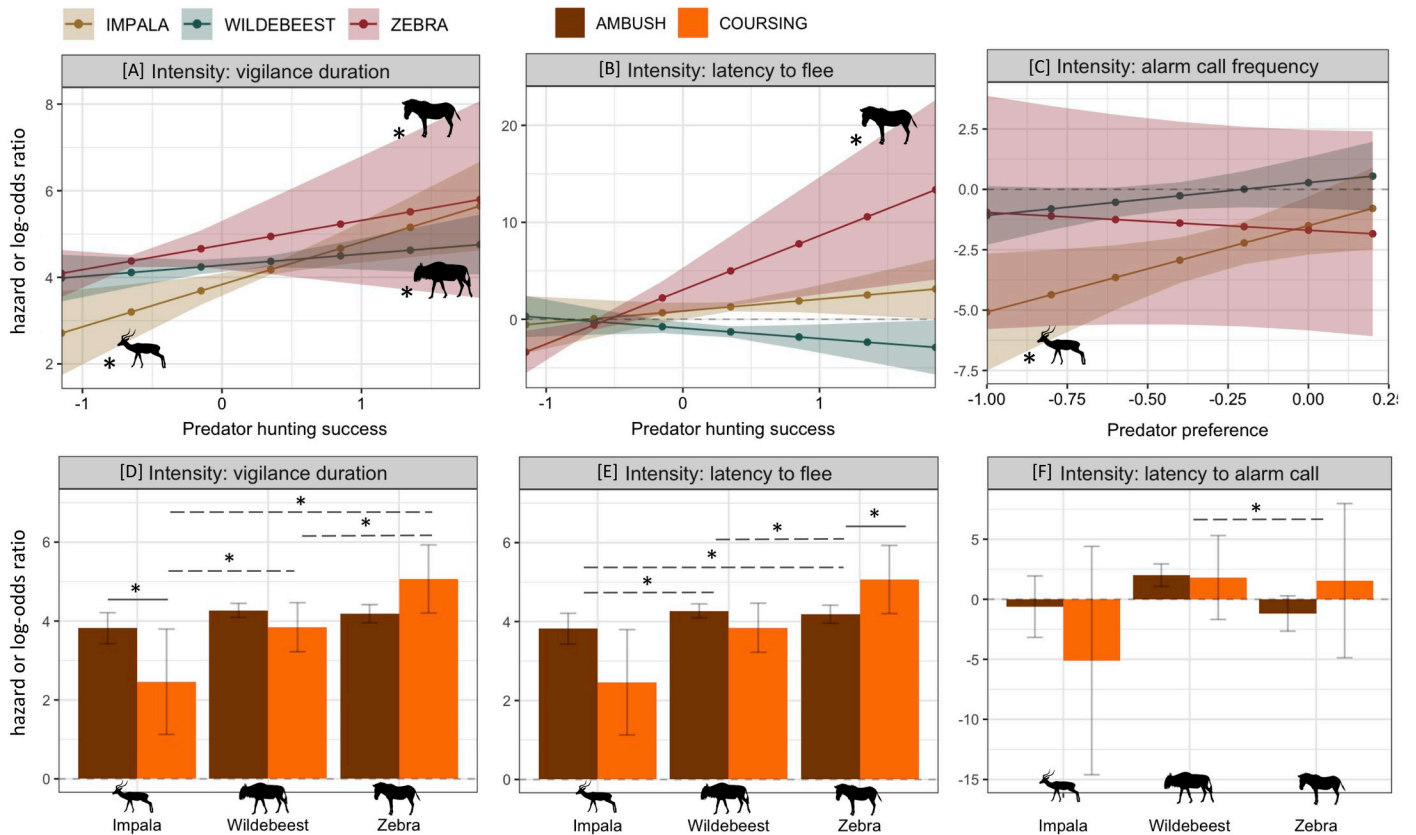 IMPALA WILDEBEEST ZEBRA AMBUSH COURSING
[A] Intensity: vigilance duration
[B] Intensity: latency to flee
[C] Intensity: alarm call frequency
hazard or log-odds ratio
8
6
4
2
-1 0 1
Predator hunting success
*
*
*
20
10
0
-1 0 1
Predator hunting success
*
2.5
0.0
-2.5
-5.0
-7.5
-1.00 -0.75 -0.50 -0.25 0.00 0.25
Predator preference
*
[D] Intensity: vigilance duration
[E] Intensity: latency to flee
[F] Intensity: latency to alarm call
hazard or log-odds ratio
6
4
2
0
*
*
*
*
Impala Wildebeest Zebra
6
4
2
0
*
*
*
*
Impala Wildebeest Zebra
5
0
-5
-10
-15
*
Impala Wildebeest Zebra